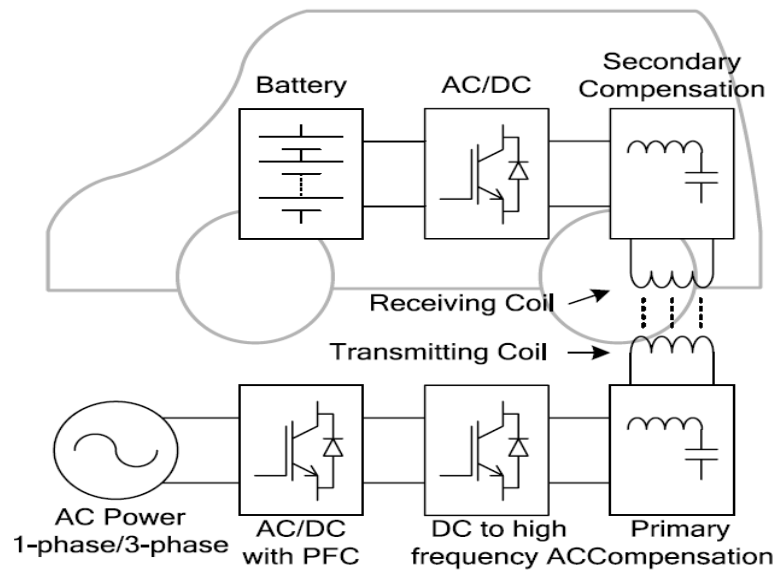 Battery
AC/DC
Secondary
Compensation
Receiving Coil
Transmitting Coil
AC Power
1-phase/3-phase
AC/DC
with PFC
DC to high
frequency AC
Primary
Compensation